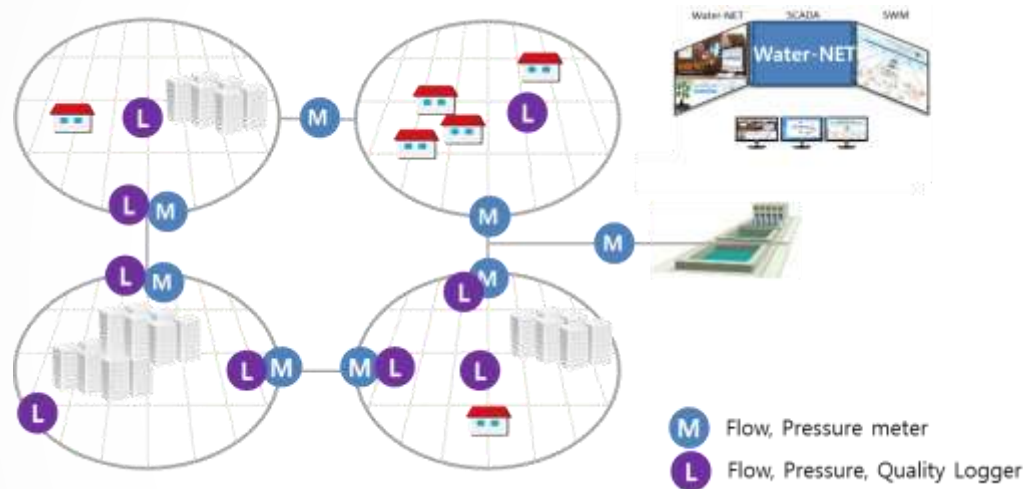 Water-NET SCADA SWM
Water-NET
L
M
L
L M
M
M
L M
M
L
L M
M L
L
L
M Flow, Pressure meter
L Flow, Pressure, Quality Logger